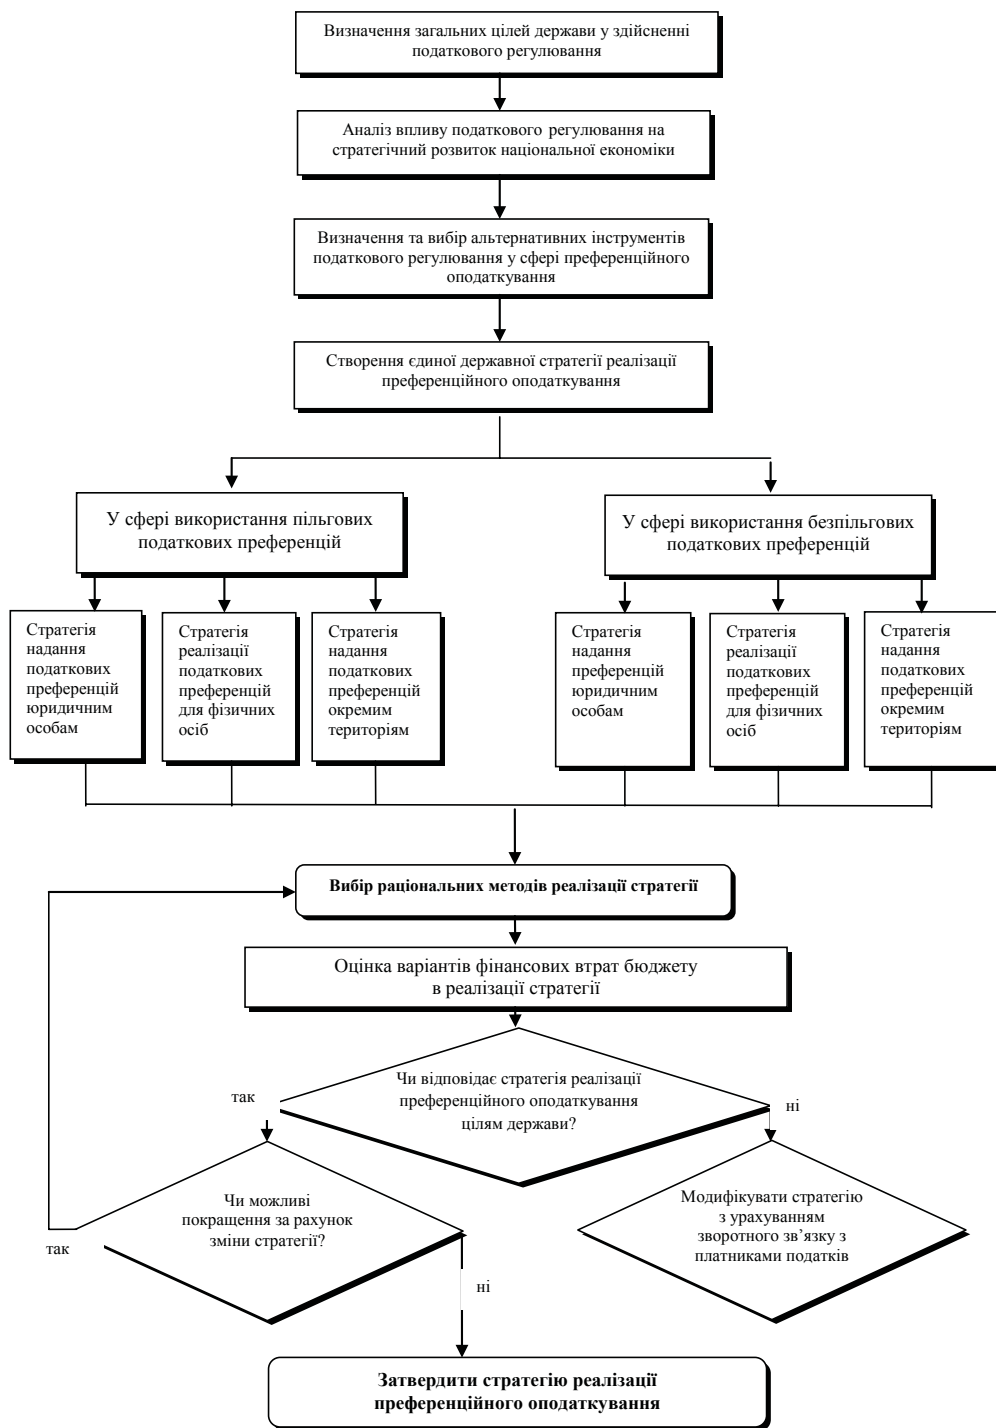 Визначення загальних цілей держави у здійсненні
податкового регулювання
Аналіз впливу податкового регулювання на
стратегічний розвиток національної економіки
Визначення та вибір альтернативних інструментів
податкового регулювання у сфері преференційного
оподаткування
Створення єдиної державної стратегії реалізації
преференційного оподаткування
У сфері використання пільгових
податкових преференцій
У сфері використання безпільгових
податкових преференцій
Стратегія
надання
податкових
преференцій
юридичним
особам
Стратегія
реалізації
податкових
преференцій
для фізичних
осіб
Стратегія
надання
податкових
преференцій
окремим
територіям
Стратегія
надання
преференцій
юридичним
особам
Стратегія
реалізації
податкових
преференцій
для фізичних
осіб
Стратегія
надання
податкових
преференцій
окремим
територіям
Вибір раціональних методів реалізації стратегії
Оцінка варіантів фінансових втрат бюджету
в реалізації стратегії
Чи відповідає стратегія реалізації
преференційного оподаткування
цілям держави?
так
ні
Чи можливі
покращення за рахунок
зміни стратегії?
Модифікувати стратегію
з урахуванням
зворотного зв’язку з
платниками податків
так
ні
Затвердити стратегію реалізації
преференційного оподаткування